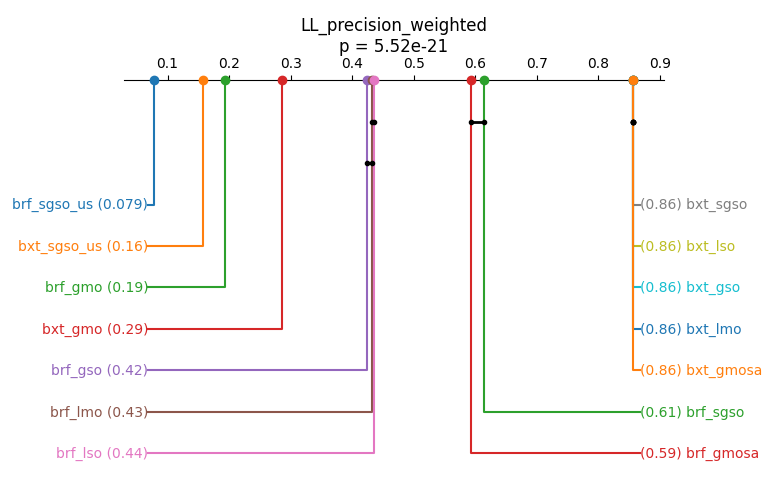 LL_precision_weighted
p = 5.52e-21
0.1 0.2 0.3 0.4 0.5 0.6 0.7 0.8 0.9
brf_sgso_us (0.079) (0.86) bxt_sgso
bxt_sgso_us (0.16) (0.86) bxt_lso
brf_gmo (0.19) (0.86) bxt_gso
bxt_gmo (0.29) (0.86) bxt_lmo
brf_gso (0.42) (0.86) bxt_gmosa
brf_lmo (0.43) (0.61) brf_sgso
brf_lso (0.44) (0.59) brf_gmosa